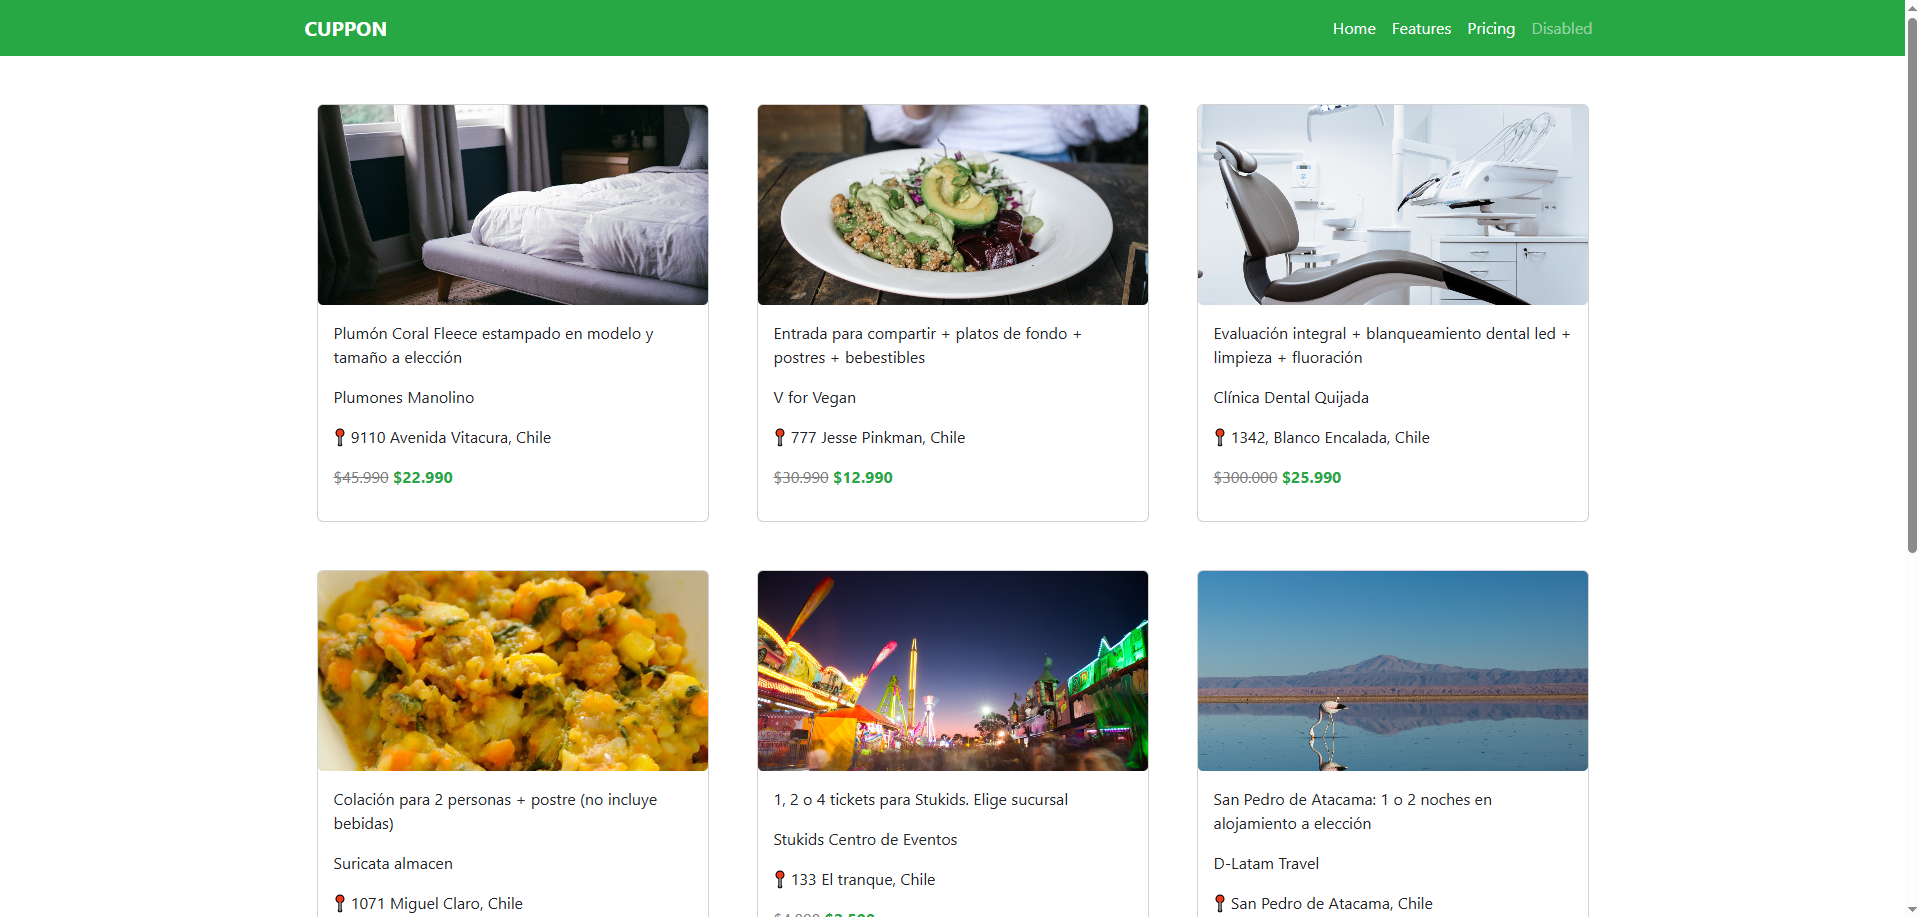 CUPPON
Home Features Pricing Disabled
Plumón Coral Fleece estampado en modelo y
tamaño a elección
Plumones Manolino
📍 9110 Avenida Vitacura, Chile
$45.990 $22.990
Entrada para compartir + platos de fondo +
postres + bebestibles
V for Vegan
📍 777 Jesse Pinkman, Chile
$30.990 $12.990
Evaluación integral + blanqueamiento dental led +
limpieza + fluoración
Clínica Dental Quijada
📍 1342, Blanco Encalada, Chile
$300.000 $25.990
Colación para 2 personas + postre (no incluye
bebidas)
Suricata almacen
📍 1071 Miguel Claro, Chile
1, 2 o 4 tickets para Stukids. Elige sucursal
Stukids Centro de Eventos
📍 133 El tranque, Chile
San Pedro de Atacama: 1 o 2 noches en
alojamiento a elección
D-Latam Travel
📍 San Pedro de Atacama, Chile